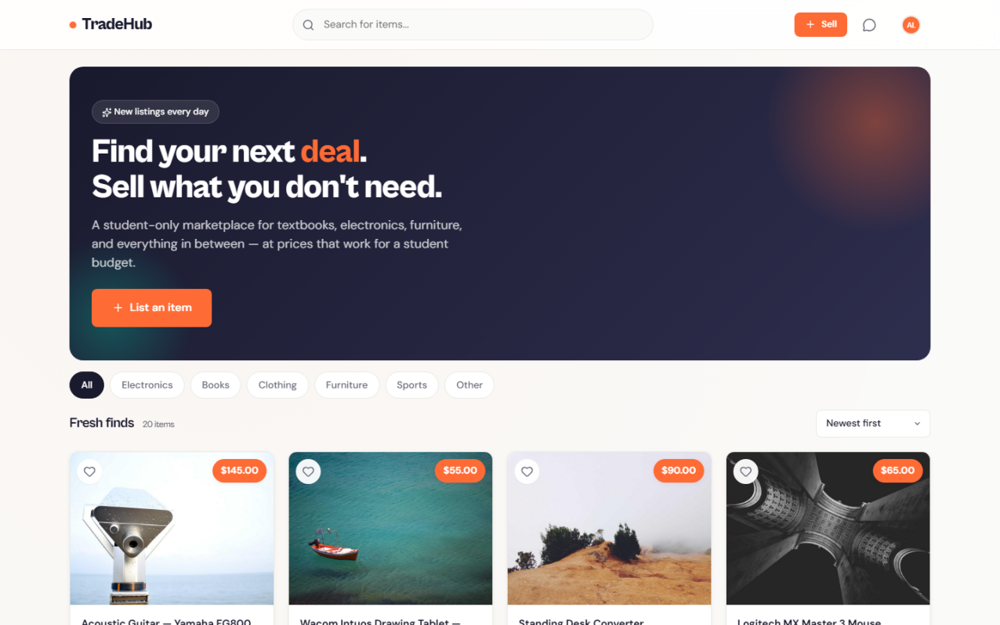 TradeHub
Search for items...
Sell
AL
New listings every day
Find your next deal.
Sell what you don't need.
A student-only marketplace for textbooks, electronics, furniture,
and everything in between — at prices that work for a student
budget.
List an item
All
Electronics
Books
Clothing
Furniture
Sports
Other
Fresh finds
20 items
Newest first
$145.00
$55.00
$90.00
$65.00
Acoustic Guitar — Yamaha FG800
Wacom Intuos Drawing Tablet —
Standing Desk Converter
Logitech MX Master 3 Mouse